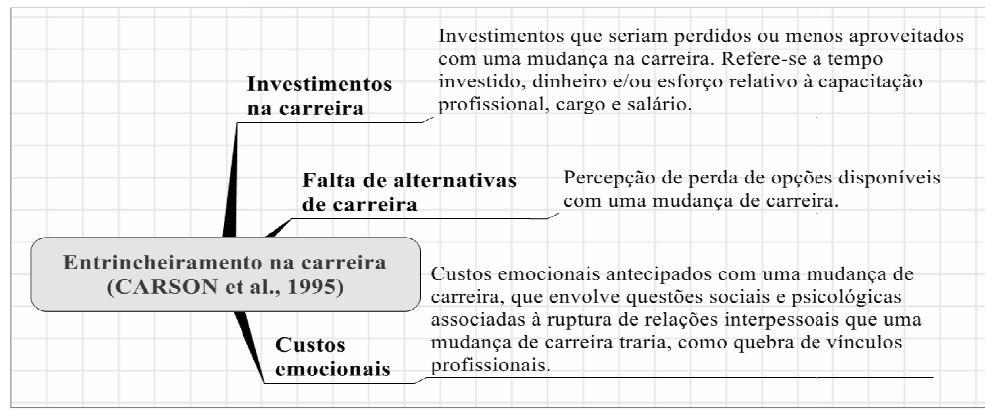 Investimentos
na carreira
Investimentos que seriam perdidos ou menos aproveitados
com uma mudança na carreira. Refere-se a tempo
investido, dinheiro e/ou esforço relativo à capacitação
profissional, cargo e salário.
Falta de alternativas
de carreira
Percepção de perda de opções disponíveis
com uma mudança de carreira.
Entrincheiramento na carreira
(CARSON et al., 1995)
Custos
emocionais
Custos emocionais antecipados com uma mudança de
carreira, que envolve questões sociais e psicológicas
associadas à ruptura de relações interpessoais que uma
mudança de carreira traria, como quebra de vínculos
profissionais.